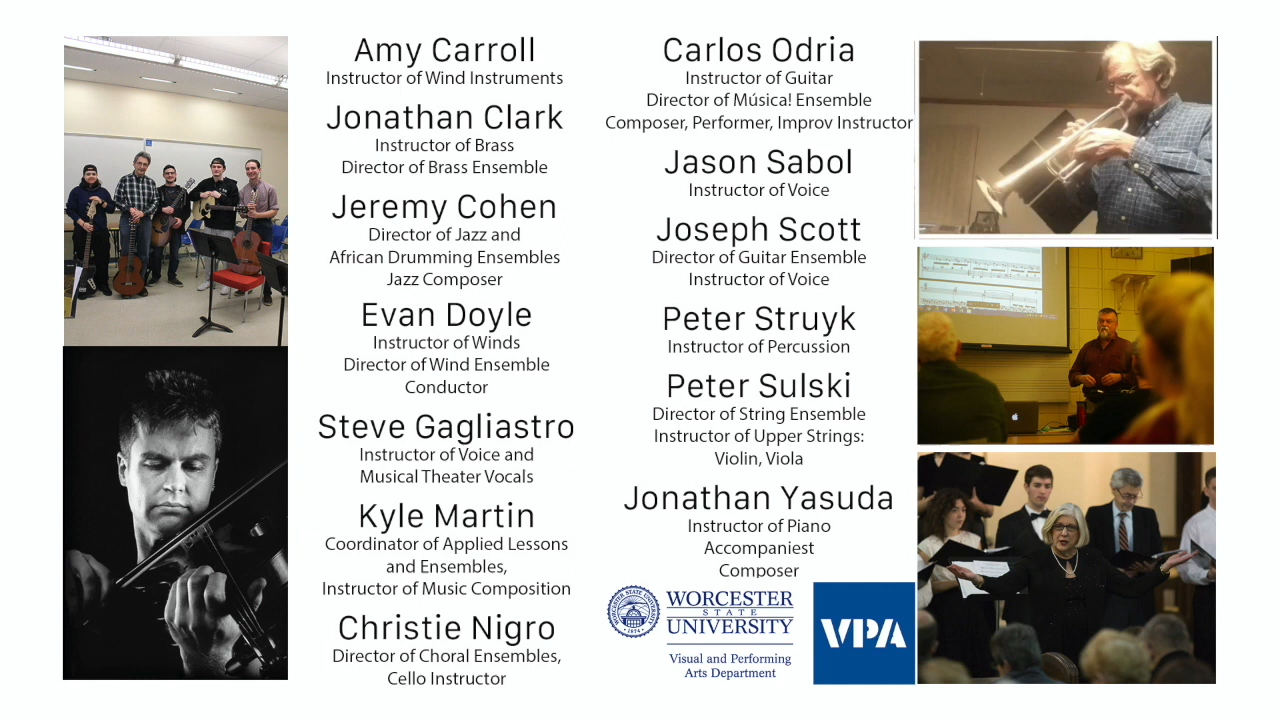 Amy Carroll
Instructor of Wind Instruments
Jonathan Clark
Instructor of Brass
Director of Brass Ensemble
Jeremy Cohen
Director of Jazz and
African Drumming Ensembles
Jazz Composer
Evan Doyle
Instructor of Winds
Director of Wind Ensemble
Conductor
Steve Gagliastro
Instructor of Voice and
Musical Theater Vocals
Kyle Martin
Coordinator of Applied Lessons
and Ensembles,
Instructor of Music Composition
Christie Nigro
Director of Choral Ensembles,
Cello Instructor
Carlos Odria
Instructor of Guitar
Director of Música! Ensemble
Composer, Performer, Improv Instructor
Jason Sabol
Instructor of Voice
Joseph Scott
Director of Guitar Ensemble
Instructor of Voice
Peter Struyk
Instructor of Percussion
Peter Sulski
Director of String Ensemble
Instructor of Upper Strings:
Violin, Viola
Jonathan Yasuda
Instructor of Piano
Accompaniest
Composer
WORCESTER STATE UNIVERSITY
1874
WORCESTER
STATE
UNIVERSITY
Visual and Performing
Arts Department
VPA